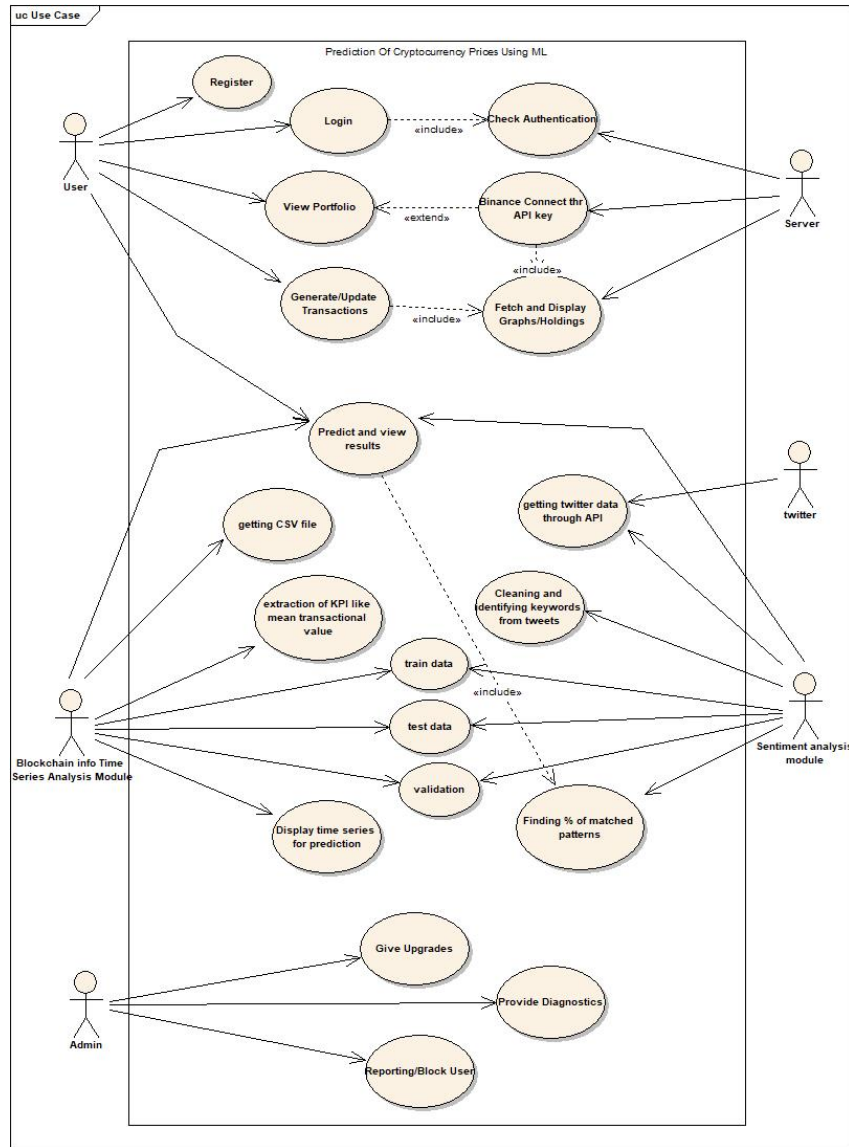 uc Use Case
Prediction Of Cryptocurrency Prices Using ML
Register
Login
«include»
Check Authentication
User
View Portfolio
«extend»
Binance Connect thr
API key
Server
«include»
Generate/Update
Transactions
«include»
Fetch and Display
Graphs/Holdings
Predict and view
results
getting CSV file
getting twitter data
through API
twitter
extraction of KPI like
mean transactional
value
Cleaning and
identifying keywords
from tweets
train data
«include»
test data
Blockchain info Time
Series Analysis Module
Sentiment analysis
module
validation
Display time series
for prediction
Finding % of matched
patterns
Give Upgrades
Provide Diagnostics
Admin
Reporting/Block User